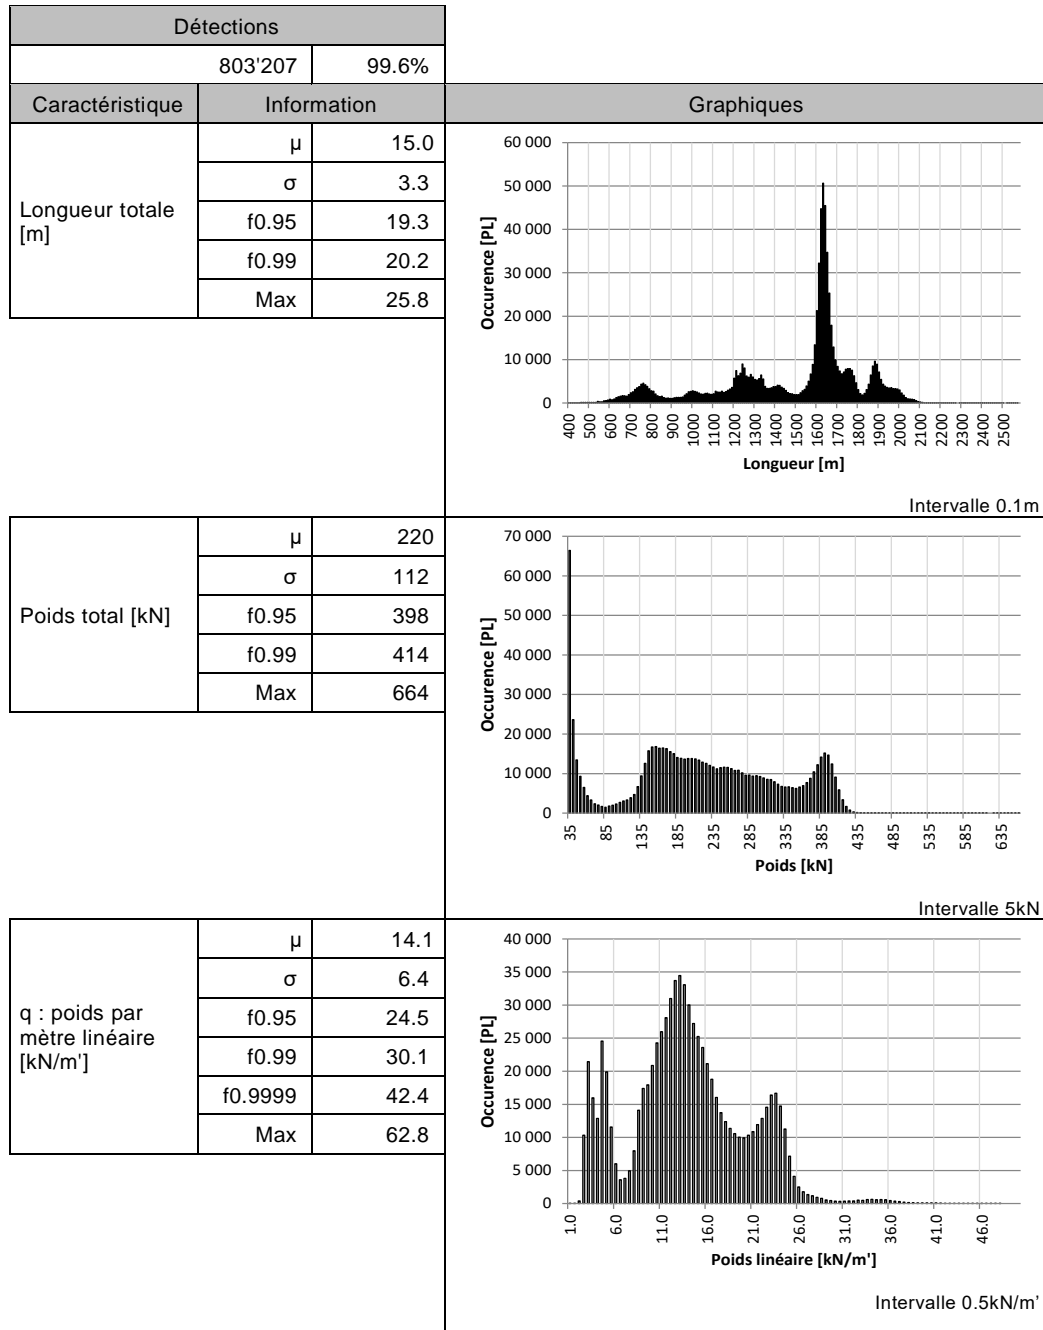 Détections
803'207 99.6%
Caractéristique Information Graphiques
Longueur totale
[m]
μ 15.0
σ 3.3
f0.95 19.3
f0.99 20.2
Max 25.8
60 000
50 000
40 000
30 000
20 000
10 000
0
Occurence [PL]
400 500 600 700 800 900 1000 1100 1200 1300 1400 1500 1600 1700 1800 1900 2000 2100 2200 2300 2400 2500
Longueur [m]
Intervalle 0.1m
Poids total [kN]
μ 220
σ 112
f0.95 398
f0.99 414
Max 664
70 000
60 000
50 000
40 000
30 000
20 000
10 000
0
Occurence [PL]
35 85 135 185 235 285 335 385 435 485 535 585 635
Poids [kN]
Intervalle 5kN
q : poids par
mètre linéaire
[kN/m']
μ 14.1
σ 6.4
f0.95 24.5
f0.99 30.1
f0.9999 42.4
Max 62.8
40 000
35 000
30 000
25 000
20 000
15 000
10 000
5 000
0
Occurence [PL]
1.0 6.0 11.0 16.0 21.0 26.0 31.0 36.0 41.0 46.0
Poids linéaire [kN/m']
Intervalle 0.5kN/m’